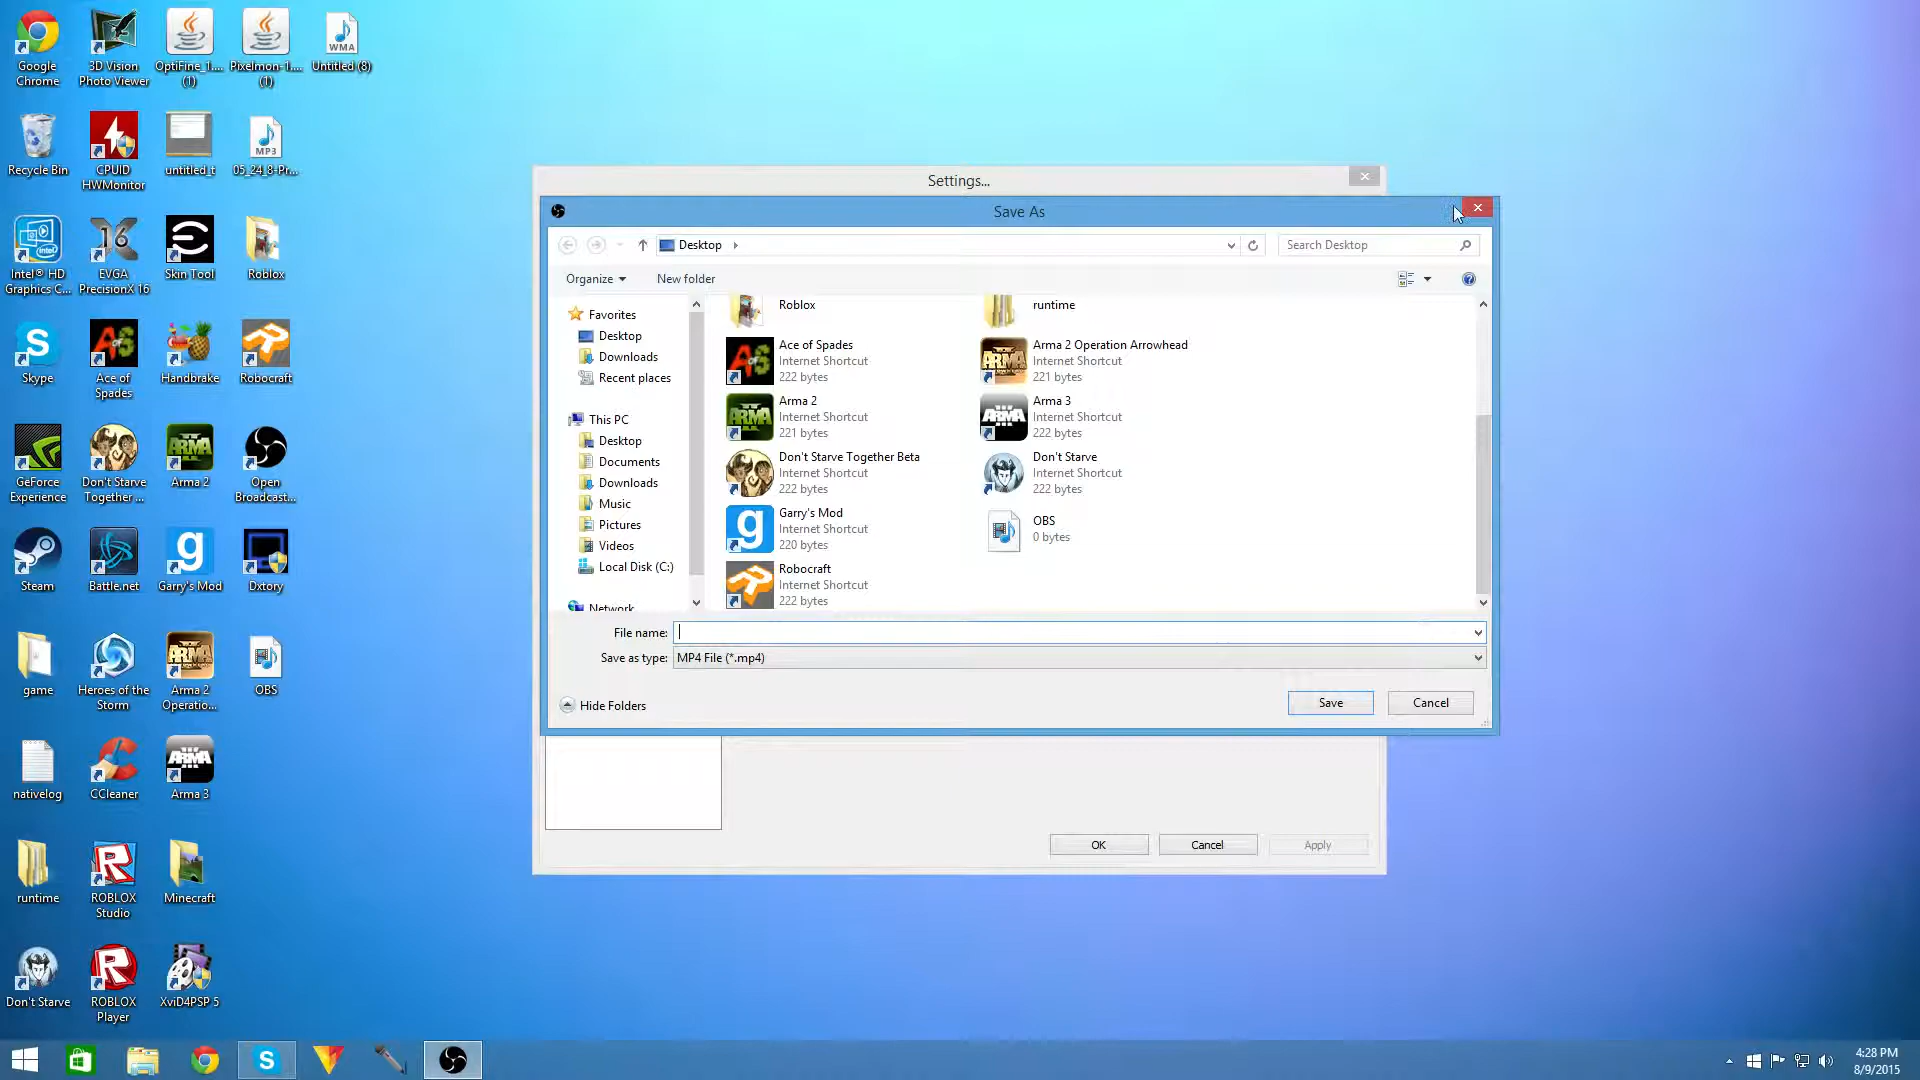 Google
Chrome
3D Vision
Photo Viewer
OptiFine_1....
(1)
Pixelmon-1....
(1)
WMA
Untitled (8)
Recycle Bin
CPUID
HWMonitor
untitled_t
MP3
05_24_8-Pr...
Intel® HD
Graphics C...
EVGA
PrecisionX 16
Skin Tool
Roblox
Skype
Ace of
Spades
Handbrake
Robocraft
GeForce
Experience
Don't Starve
Together ...
Arma 2
Open
Broadcast...
Steam
Battle.net
Garry's Mod
Dxtory
game
Heroes of the
Storm
Arma 2
Operatio...
OBS
nativelog
CCleaner
Arma 3
runtime
ROBLOX
Studio
Minecraft
Don't Starve
ROBLOX
Player
XviD4PSP 5
Settings...
Save As
Desktop
Search Desktop
Organize
New folder
Favorites
Desktop
Downloads
Recent places
This PC
Desktop
Documents
Downloads
Music
Pictures
Videos
Local Disk (C:)
Network
Roblox
runtime
Ace of Spades
Internet Shortcut
222 bytes
Arma 2 Operation Arrowhead
Internet Shortcut
221 bytes
Arma 2
Internet Shortcut
221 bytes
Arma 3
Internet Shortcut
222 bytes
Don't Starve Together Beta
Internet Shortcut
222 bytes
Don't Starve
Internet Shortcut
222 bytes
Garry's Mod
Internet Shortcut
220 bytes
OBS
0 bytes
Robocraft
Internet Shortcut
222 bytes
File name:
Save as type: MP4 File (*.mp4)
Hide Folders
Save
Cancel
OK
Cancel
Apply
4:28 PM
8/9/2015